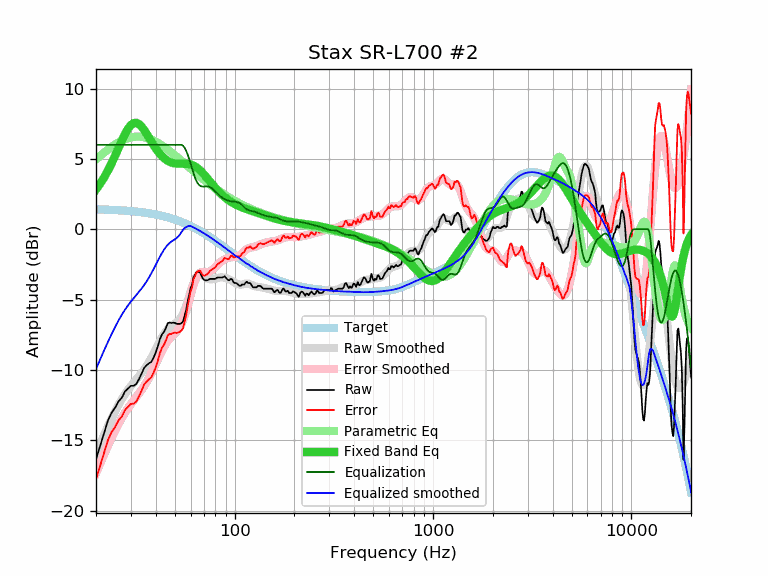 Stax SR-L700 #2
10
5
0
−5
−10
−15
−20
Amplitude (dBr)
Target
Raw Smoothed
Error Smoothed
Raw
Error
Parametric Eq
Fixed Band Eq
Equalization
Equalized smoothed
100 1000 10000
Frequency (Hz)